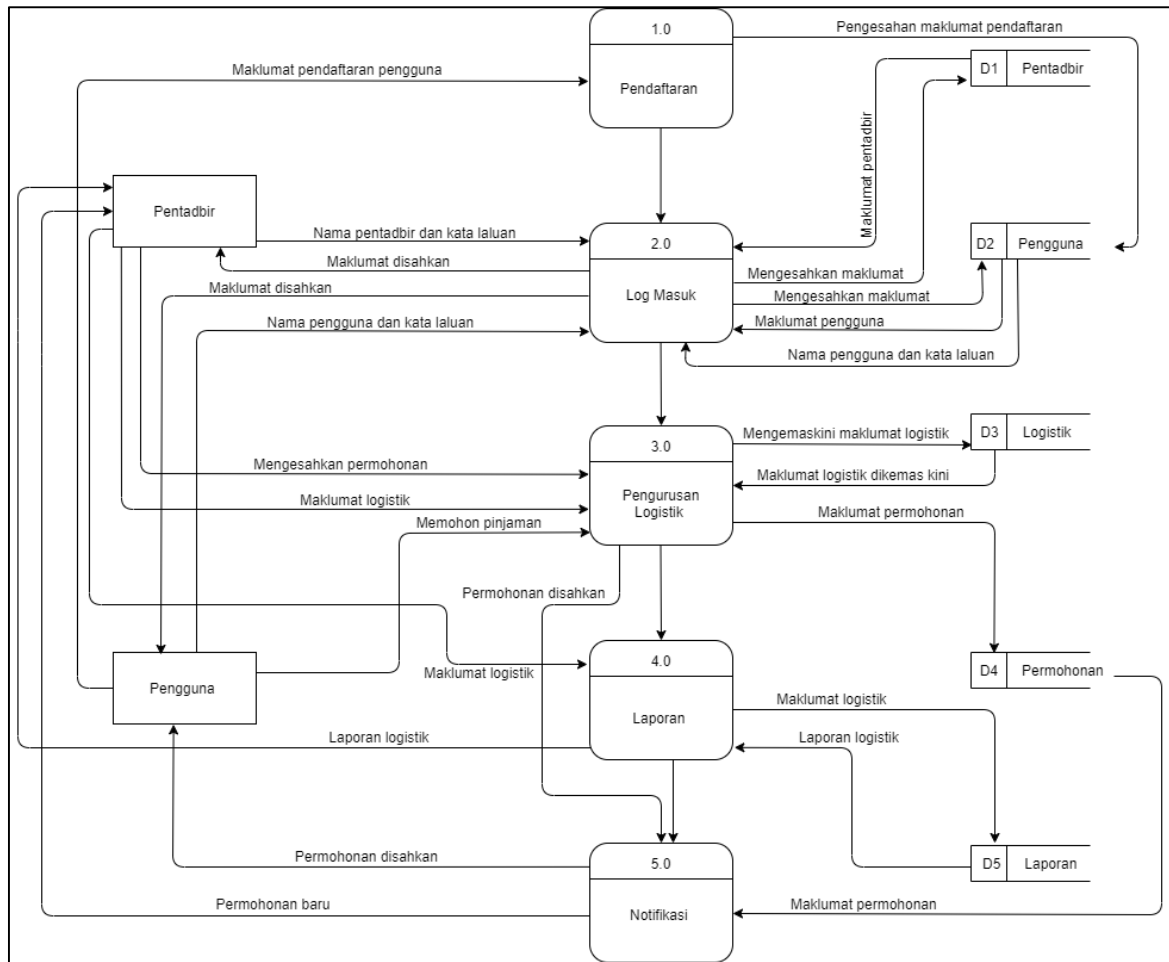 1.0
Pengesahan maklumat pendaftaran
Maklumat pendaftaran pengguna
Pendaftaran
D1
Pentadbir
Maklumat pentadbir
Pentadbir
Nama pentadbir dan kata laluan
2.0
D2
Pengguna
Maklumat disahkan
Mengesahkan maklumat
Maklumat disahkan
Log Masuk
Mengesahkan maklumat
Nama pengguna dan kata laluan
Maklumat pengguna
Nama pengguna dan kata laluan
3.0
Mengemaskini maklumat logistik
D3
Logistik
Mengesahkan permohonan
Maklumat logistik dikemas kini
Maklumat logistik
Pengurusan
Logistik
Maklumat permohonan
Memohon pinjaman
Permohonan disahkan
4.0
D4
Permohonan
Maklumat logistik
Pengguna
Maklumat logistik
Laporan
Laporan logistik
Laporan logistik
5.0
Permohonan disahkan
D5
Laporan
Permohonan baru
Notifikasi
Maklumat permohonan